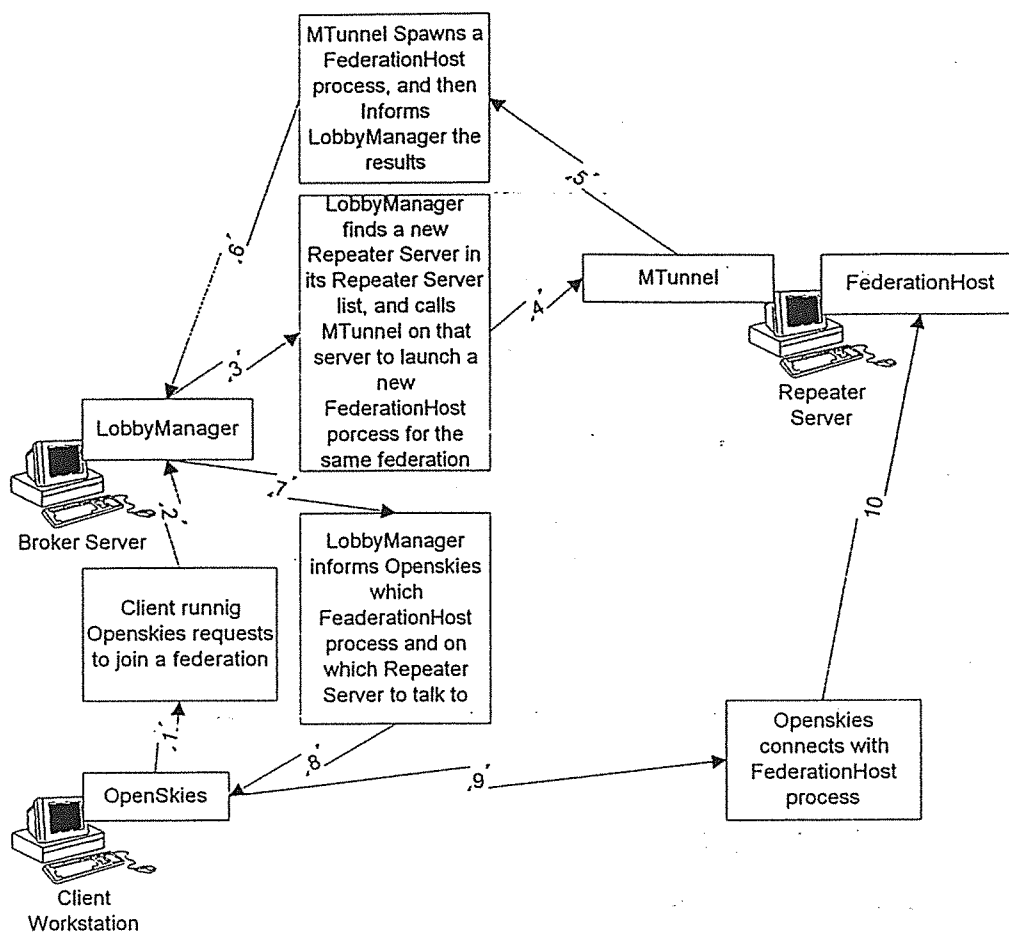 MTunnel Spawns a
FederationHost
process, and then
Informs
LobbyManager the
results
,5´
,6´
LobbyManager
finds a new
Repeater Server in
its Repeater Server
list, and calls
MTunnel on that
server to launch a
new
FederationHost
porcess for the
same federation
,4´
MTunnel
FederationHost
,3´
Repeater
Server
LobbyManager
,7´
,2´
Broker Server
10
LobbyManager
informs Openskies
which
FeaderationHost
process and on
which Repeater
Server to talk to
Client runnig
Openskies requests
to join a federation
,1´
,8´
,9´
Openskies
connects with
FederationHost
process
OpenSkies
Client
Workstation